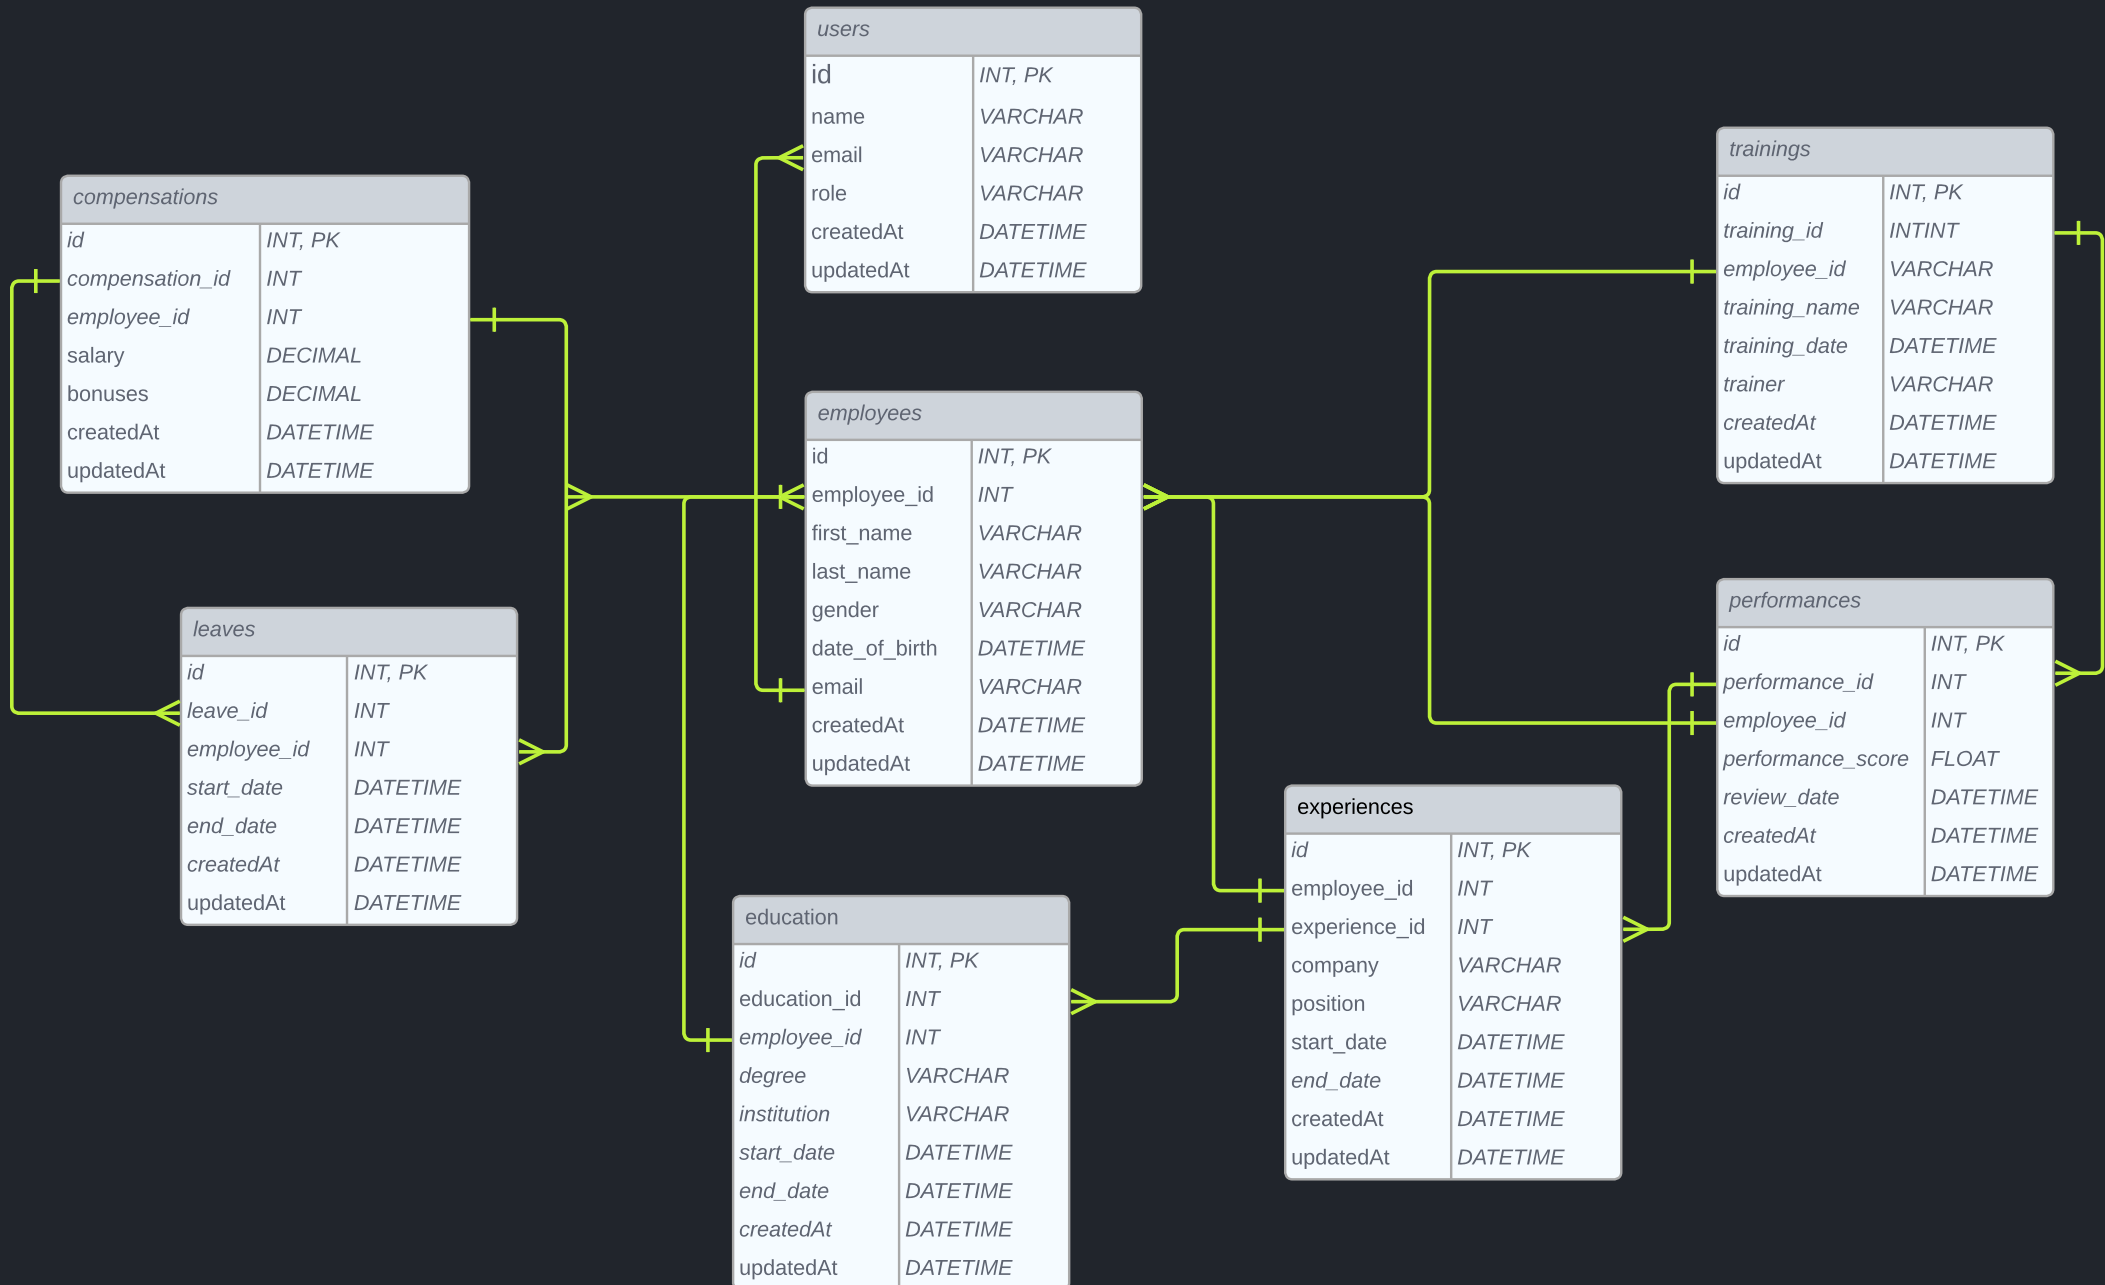 users
id INT, PK
name VARCHAR
email VARCHAR
role VARCHAR
createdAt DATETIME
updatedAt DATETIME
trainings
id INT, PK
training_id INTINT
employee_id VARCHAR
training_name VARCHAR
training_date DATETIME
trainer VARCHAR
createdAt DATETIME
updatedAt DATETIME
compensations
id INT, PK
compensation_id INT
employee_id INT
salary DECIMAL
bonuses DECIMAL
createdAt DATETIME
updatedAt DATETIME
employees
id INT, PK
employee_id INT
first_name VARCHAR
last_name VARCHAR
gender VARCHAR
date_of_birth DATETIME
email VARCHAR
createdAt DATETIME
updatedAt DATETIME
performances
id INT, PK
performance_id INT
employee_id INT
performance_score FLOAT
review_date DATETIME
createdAt DATETIME
updatedAt DATETIME
leaves
id INT, PK
leave_id INT
employee_id INT
start_date DATETIME
end_date DATETIME
createdAt DATETIME
updatedAt DATETIME
experiences
id INT, PK
employee_id INT
experience_id INT
company VARCHAR
position VARCHAR
start_date DATETIME
end_date DATETIME
createdAt DATETIME
updatedAt DATETIME
education
id INT, PK
education_id INT
employee_id INT
degree VARCHAR
institution VARCHAR
start_date DATETIME
end_date DATETIME
createdAt DATETIME
updatedAt DATETIME